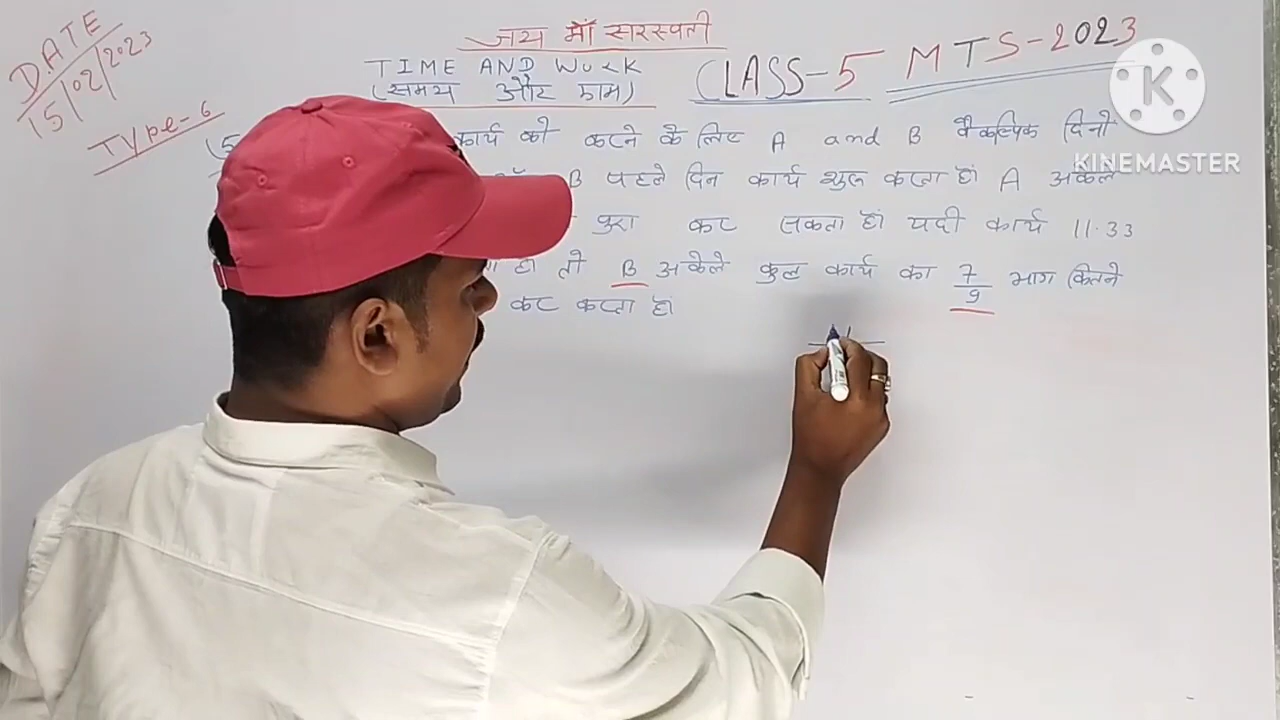 DATE
15/02/2023
जय माँ सरस्वती
TIME AND WORK
(समय और काम)
CLASS-5 MTS-2023
KINEMASTER
TYPe-6
(5 कार्य को करने के लिए A and B वैकल्पिक दिनो
B पहले दिन कार्य शुरू करता हो A अकेले
पुरा कर सकता हो यदी कार्य 11.33
हो तो B अकेले कुल कार्य का 7/9 भाग कितने
कर करता हो